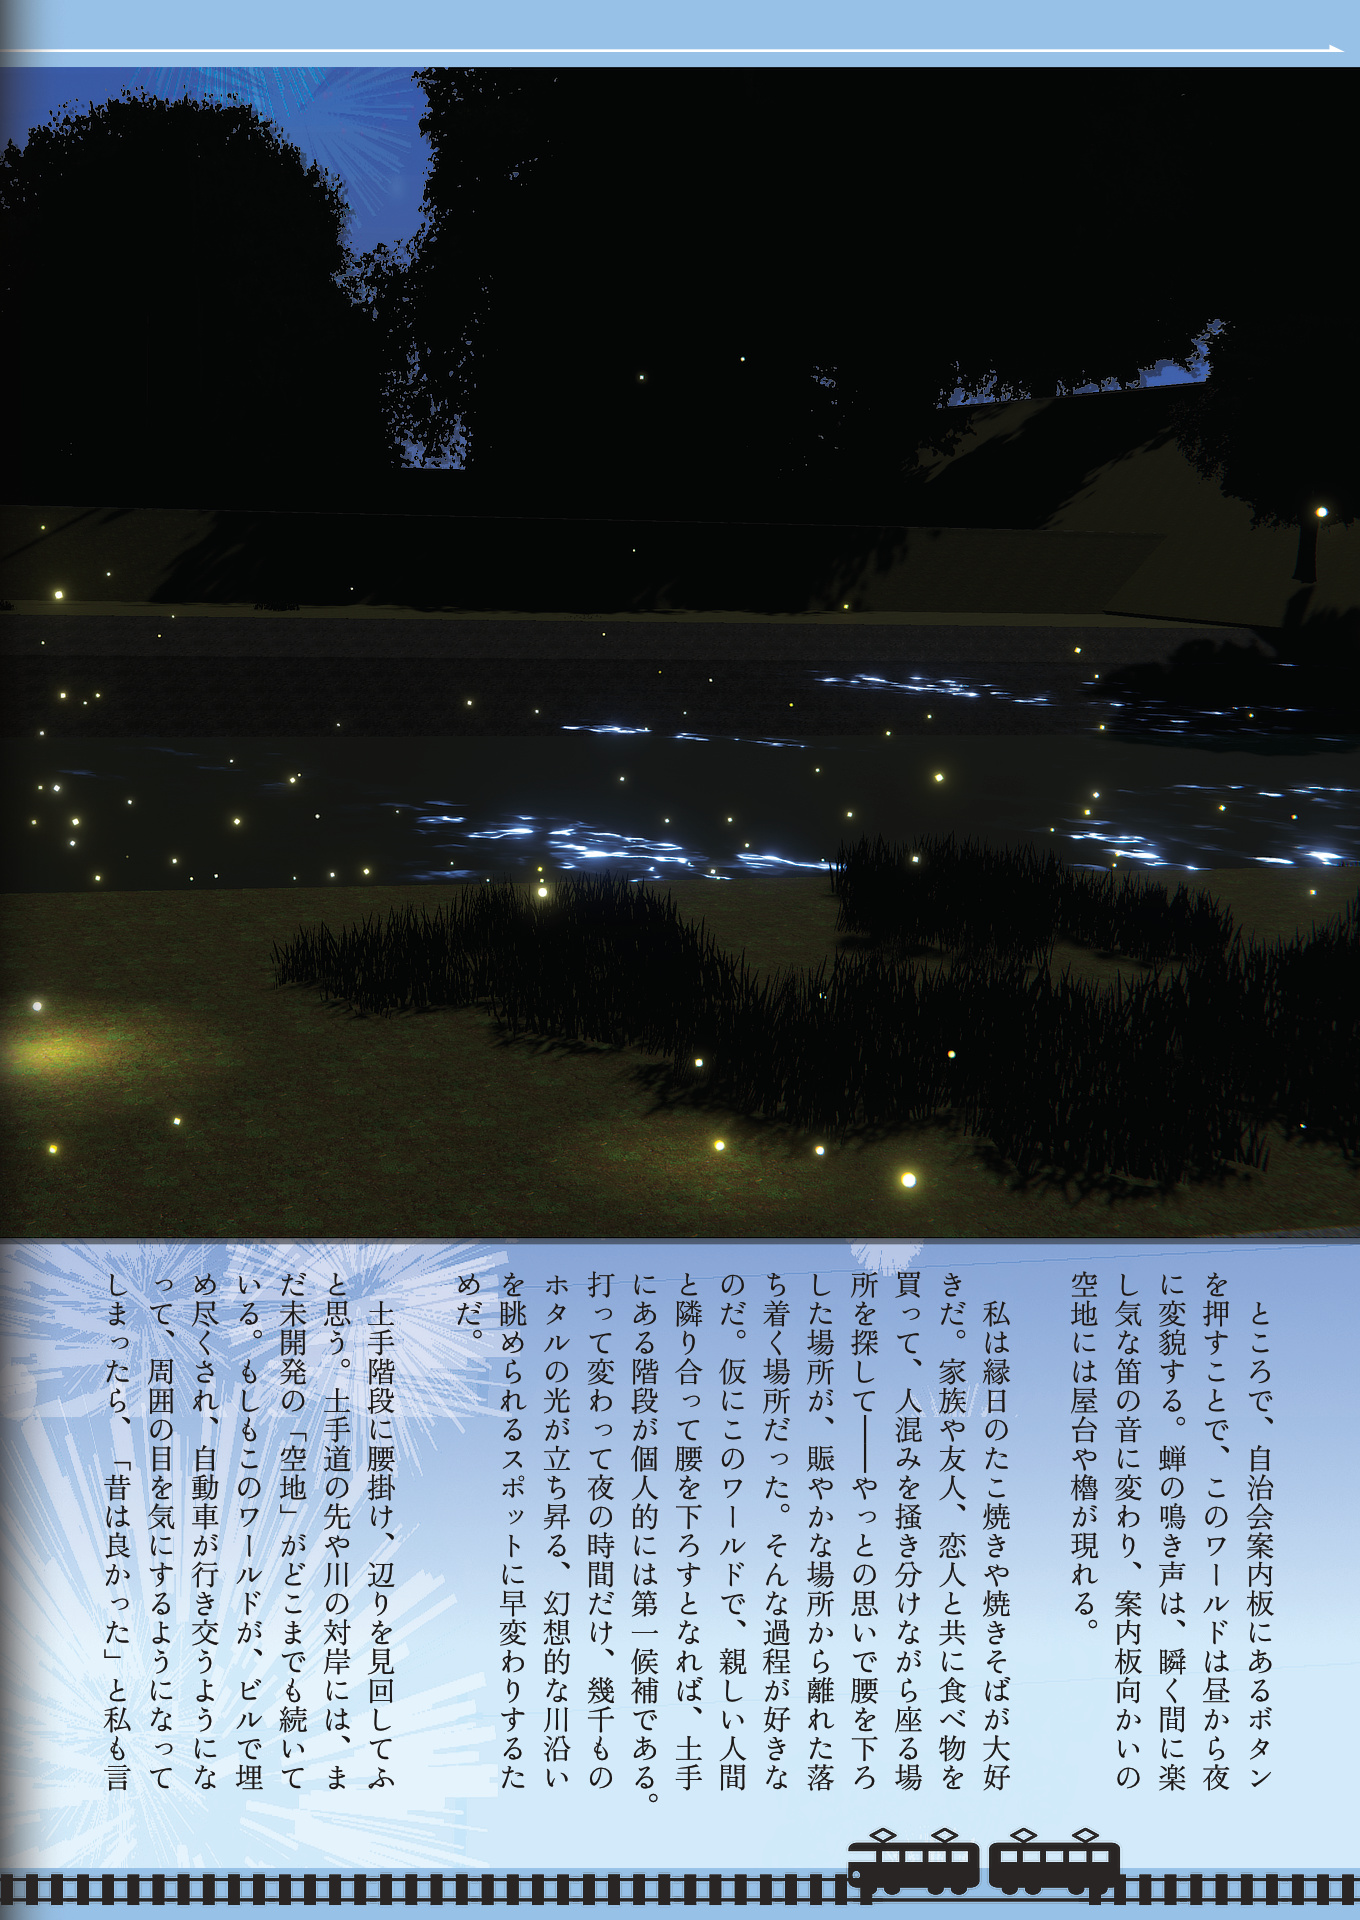 ところで、自治会案内板にあるボタン
を押すことで、このワールドは昼から夜
に変貌する。蝉の鳴き声は、瞬く間に楽
し気な笛の音に変わり、案内板向かいの
空地には屋台や櫓が現れる。
私は縁日のたこ焼きや焼きそばが大好
きだ。家族や友人、恋人と共に食べ物を
買って、人混みを掻き分けながら座る場
所を探して――やっとの思いで腰を下ろ
した場所が、賑やかな場所から離れた落
ち着く場所だった。そんな過程が好きな
のだ。仮にこのワールドで、親しい人間
と隣り合って腰を下ろすとなれば、土手
にある階段が個人的には第一候補である。
打って変わって夜の時間だけ、幾千もの
ホタルの光が立ち昇る、幻想的な川沿い
を眺められるスポットに早変わりするた
めだ。
土手階段に腰掛け、辺りを見回してふ
と思う。土手道の先や川の対岸には、ま
だ未開発の「空地」がどこまでも続いて
いる。もしもこのワールドが、ビルで埋
め尽くされ、自動車が行き交うようにな
って、周囲の目を気にするようになって
しまったら、「昔は良かった」と私も言